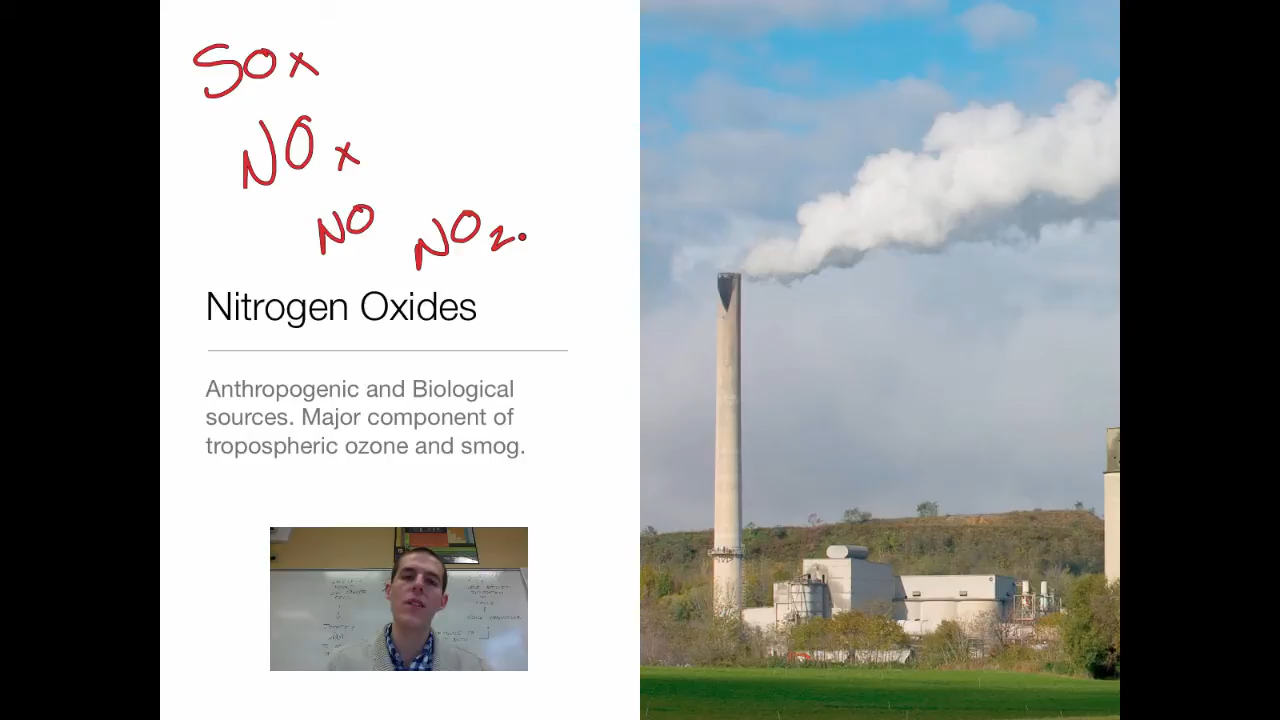 SOx
NOx
NO NO2
Nitrogen Oxides
Anthropogenic and Biological
sources. Major component of
tropospheric ozone and smog.